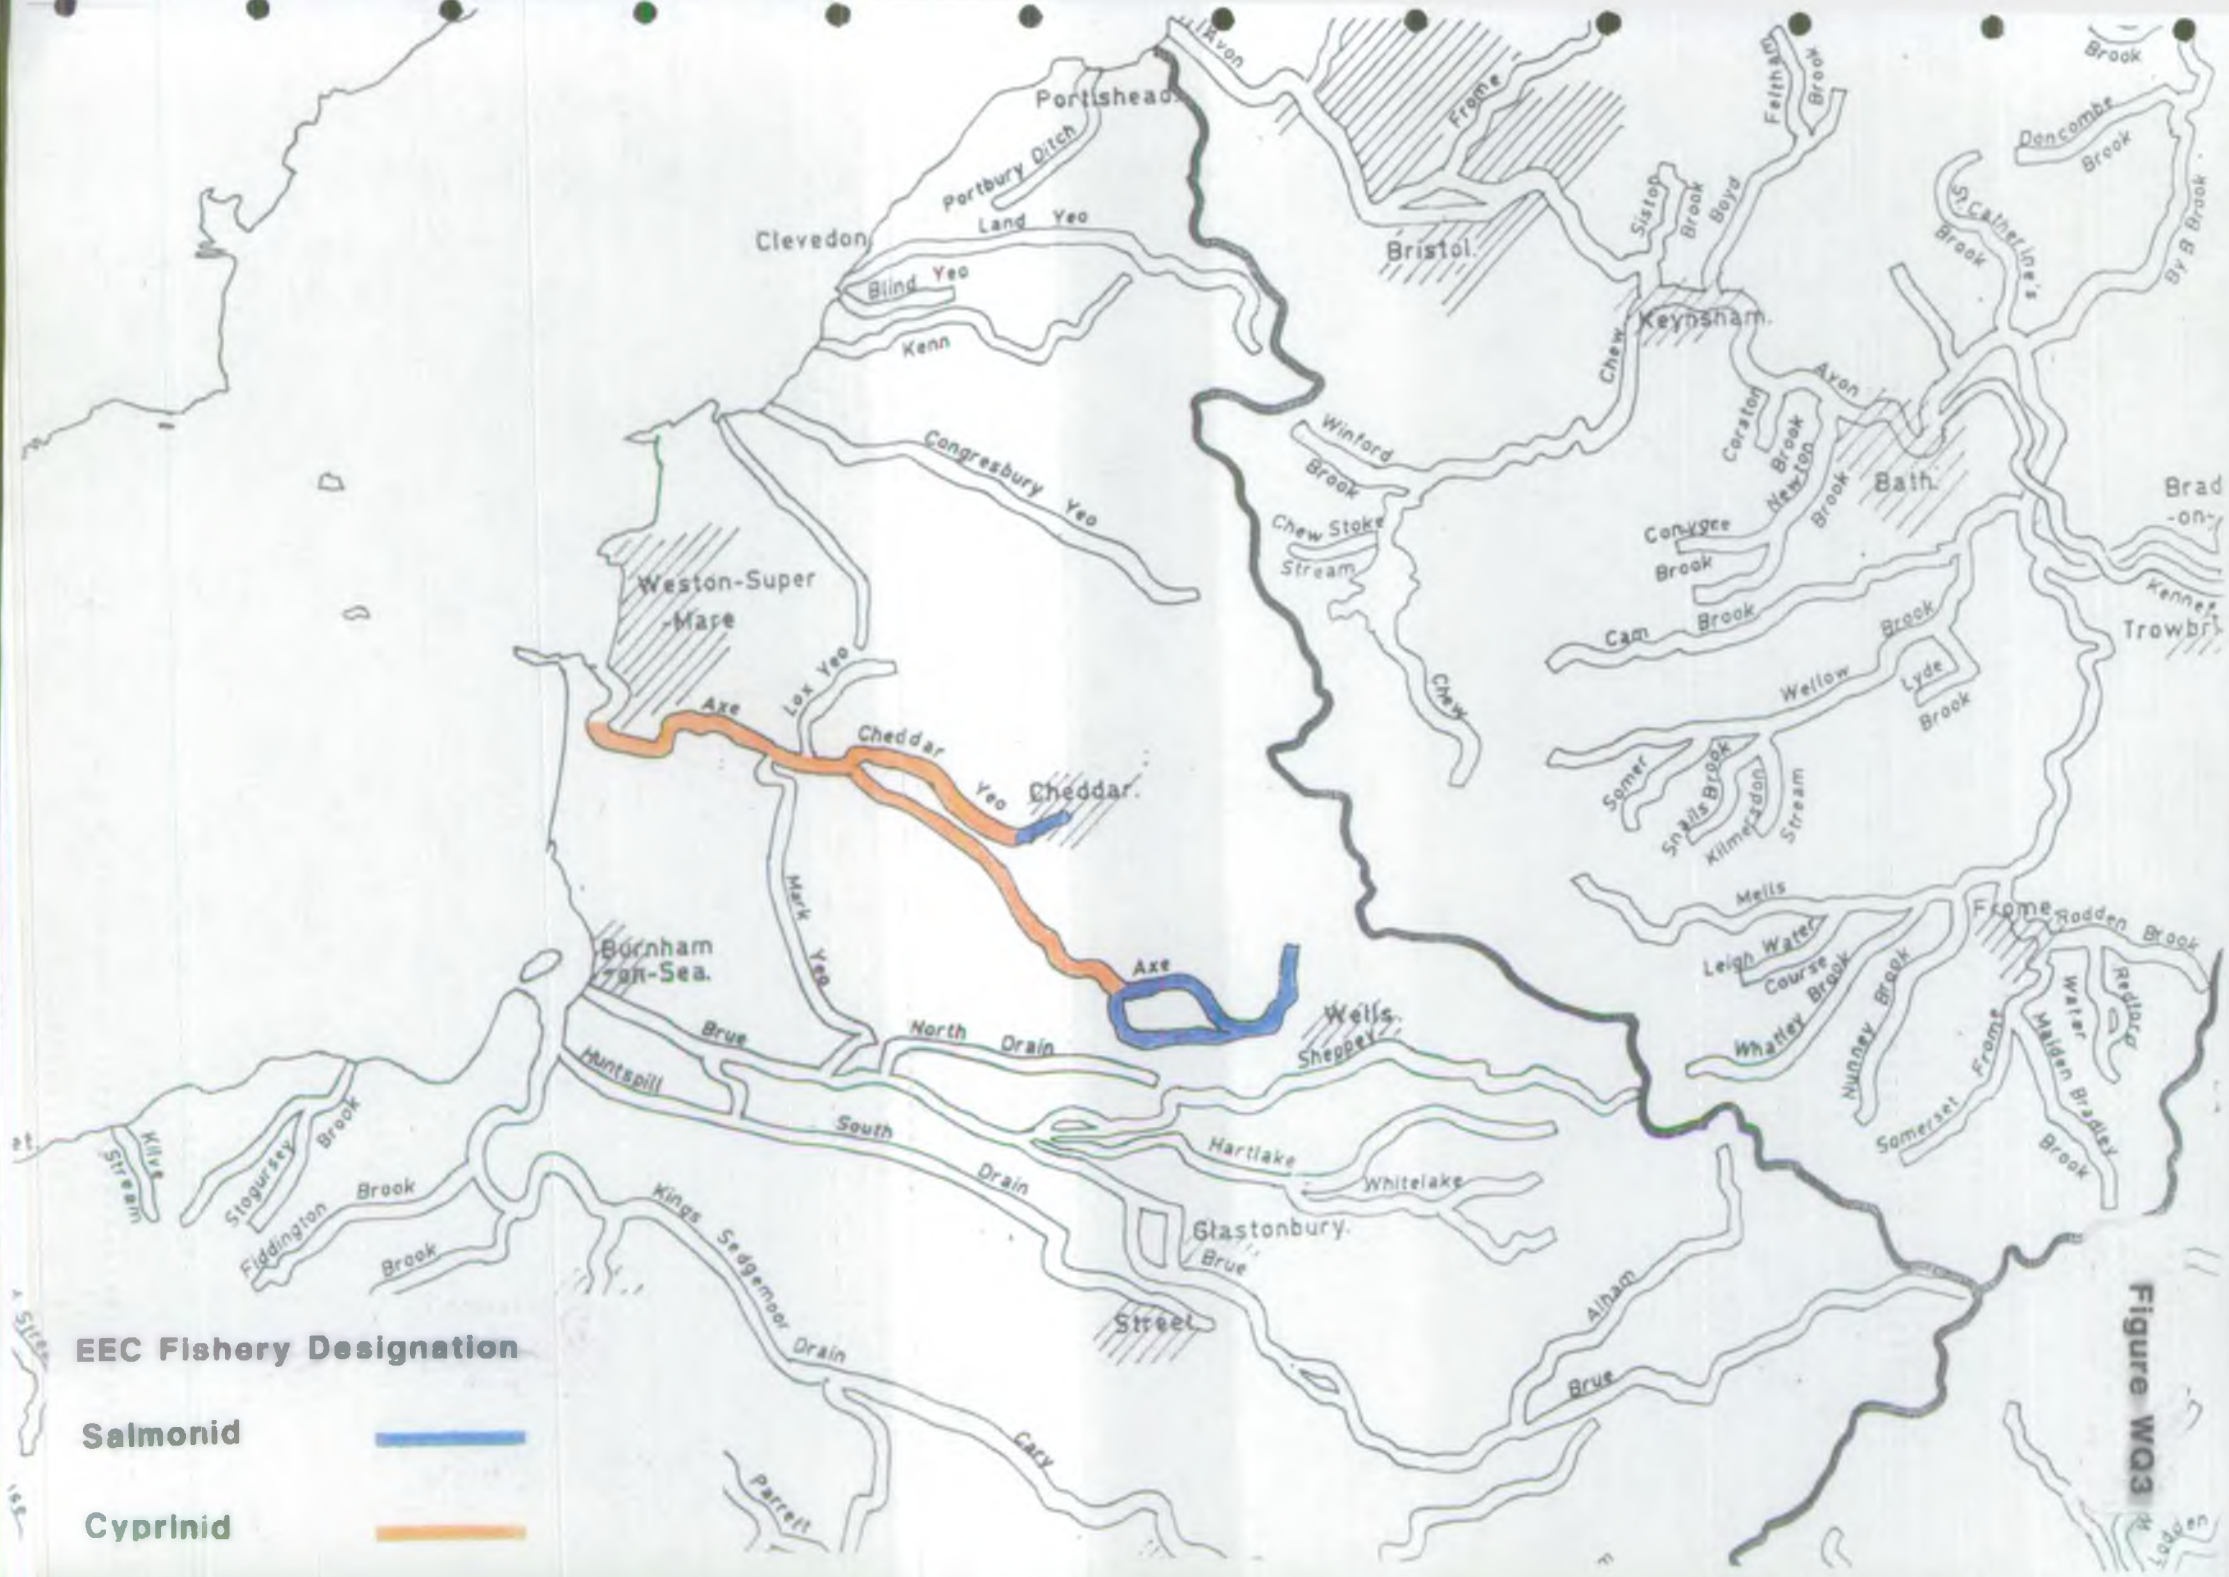 Avon
Portishead.
Frome
Feltham
Brook
Brook
Doncombe
Brook
Portbury Ditch
Land Yeo
Clevedon
Blind Yeo
Kenn
Bristol.
Siston
Brook
Boyd
St Catherine's
Brook
By Brook
Keynsham.
Chew
Avon
Corston
Brook
Newton
Brook
Bath.
Winford
Brook
Congresbury Yeo
Chew Stoke
Stream
Conygre
Brook
Brad
-on-
Kennet
Trowbri
Weston-Super
-Mare
Cam Brook
Brook
Wellow
Lyde
Brook
Chew
Lox Yeo
Axe
Cheddar
Yeo
Cheddar.
Somer
Snails Brook
Kilmersdon
Stream
Mells
Leigh Water
Course
Whatley Brook
Nunney Brook
Frome
Rodden Brook
Redford
Water
Maiden Bradley
Brook
Somerset Frome
Mark Yeo
Burnham
-on-Sea.
Axe
Wells.
Sheppey
Brue
North Drain
Huntspill
South
Drain
Hartlake
Whitelake
Glastonbury.
Brue
Street
Alham
Brue
Kilve
Stream
Stogursey
Brook
Fiddington
Brook
Brook
Kings Sedgemoor
Drain
Cary
Parrett
et
EEC Fishery Designation
Salmonid
Cyprinid
Figure WQ3
Lodden